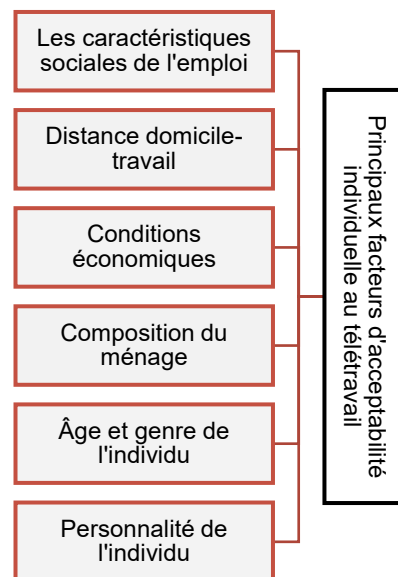 Les caractéristiques
sociales de l'emploi
Distance domicile-
travail
Conditions
économiques
Composition du
ménage
Âge et genre de
l'individu
Personnalité de
l'individu
Principaux facteurs d'acceptabilité
individuelle au télétravail